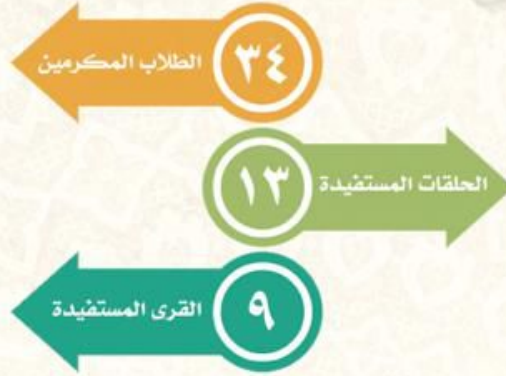 ٣٤ الطلاب المكرمين
الحلقات المستفيدة ١٣
٩ القرى المستفيدة